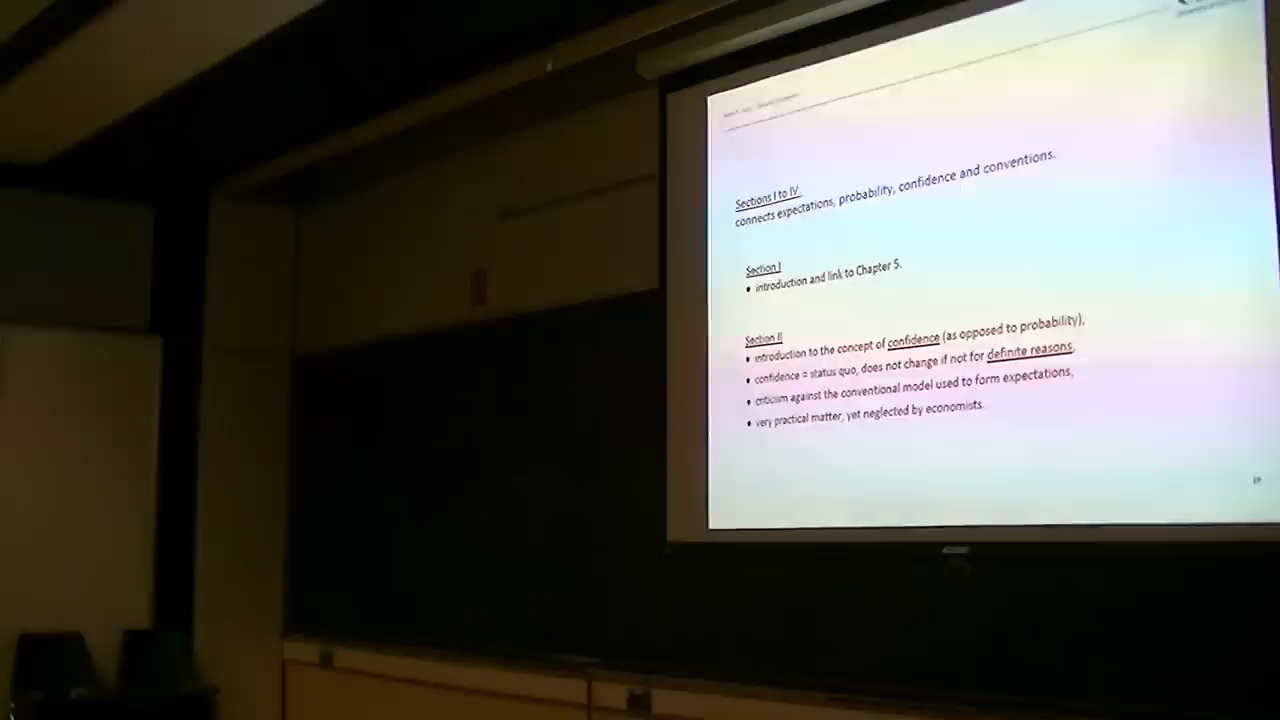 Sections I to IV.
connects expectations, probability, confidence and conventions.
Section I
• introduction and link to Chapter 5.
Section II
• introduction to the concept of confidence (as opposed to probability),
• confidence = status quo, does not change if not for definite reasons,
• criticism against the conventional model used to form expectations,
• very practical matter, yet neglected by economists.